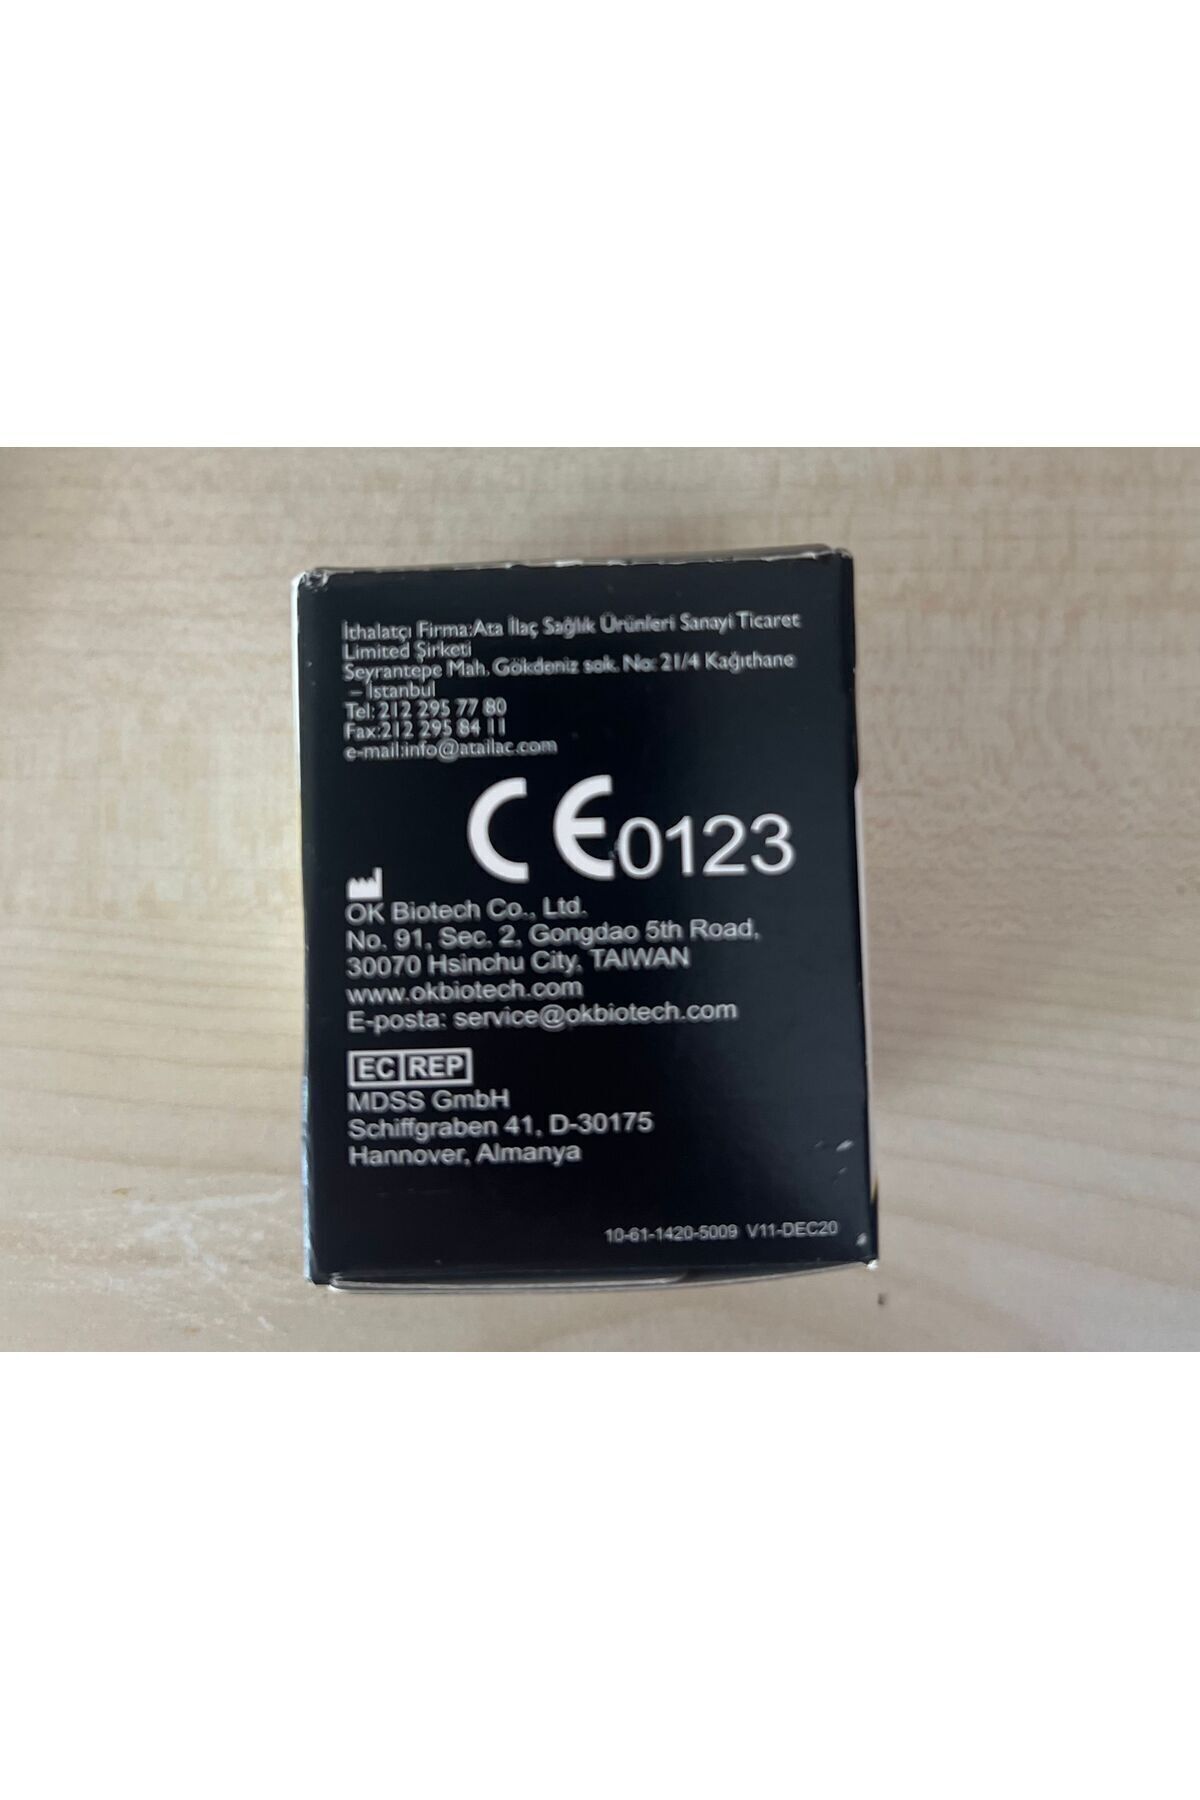 İthalatçı Firma:Ata İlaç Sağlık Ürünleri Sanayi Ticaret
Limited Şirketi
Seyrantepe Mah. Gökdeniz sok. No: 21/4 Kağıthane
– İstanbul
Tel: 212 295 77 80
Fax:212 295 84 11
e-mail:info@atailac.com
CE0123
OK Biotech Co., Ltd.
No. 91, Sec. 2, Gongdao 5th Road,
30070 Hsinchu City, TAIWAN
www.okbiotech.com
E-posta: service@okbiotech.com
EC REP
MDSS GmbH
Schiffgraben 41, D-30175
Hannover, Almanya
10-61-1420-5009 V11-DEC20